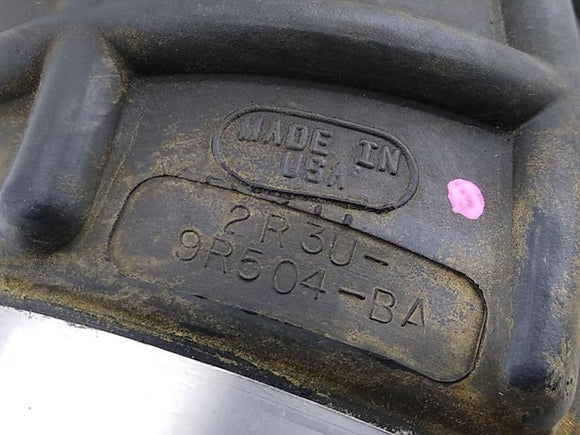 MADE IN
USA
2R3U-
9R504-BA